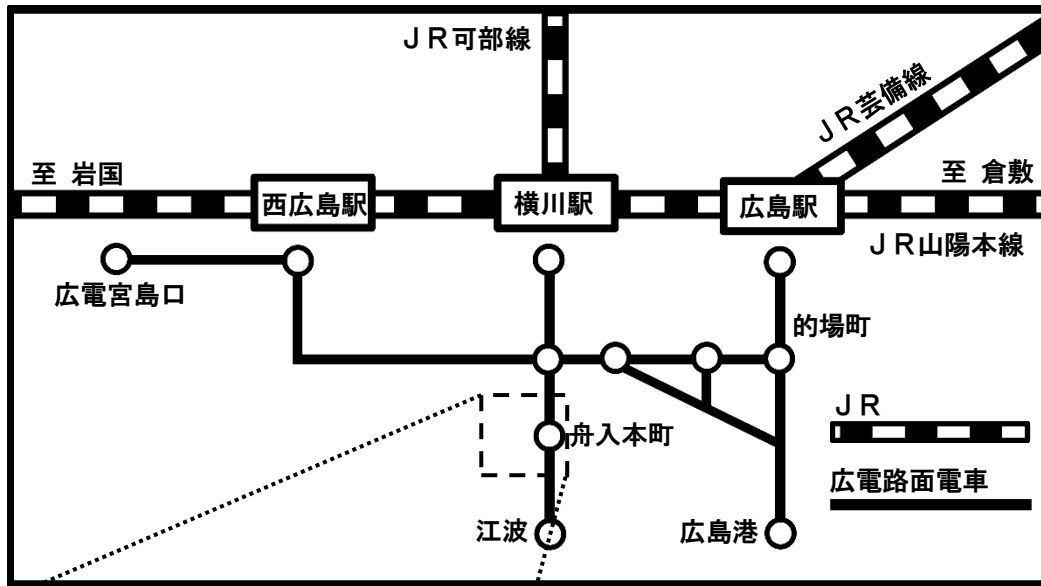 ＪＲ可部線
ＪＲ芸備線
至 岩国
西広島駅
横川駅
広島駅
至 倉敷
ＪＲ山陽本線
広電宮島口
的場町
ＪＲ
舟入本町
広電路面電車
江波
広島港